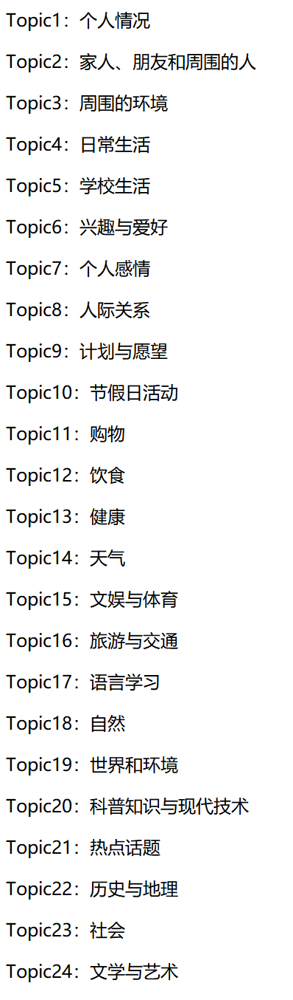 Topic1：个人情况
Topic2：家人、朋友和周围的人
Topic3：周围的环境
Topic4：日常生活
Topic5：学校生活
Topic6：兴趣与爱好
Topic7：个人感情
Topic8：人际关系
Topic9：计划与愿望
Topic10：节假日活动
Topic11：购物
Topic12：饮食
Topic13：健康
Topic14：天气
Topic15：文娱与体育
Topic16：旅游与交通
Topic17：语言学习
Topic18：自然
Topic19：世界和环境
Topic20：科普知识与现代技术
Topic21：热点话题
Topic22：历史与地理
Topic23：社会
Topic24：文学与艺术